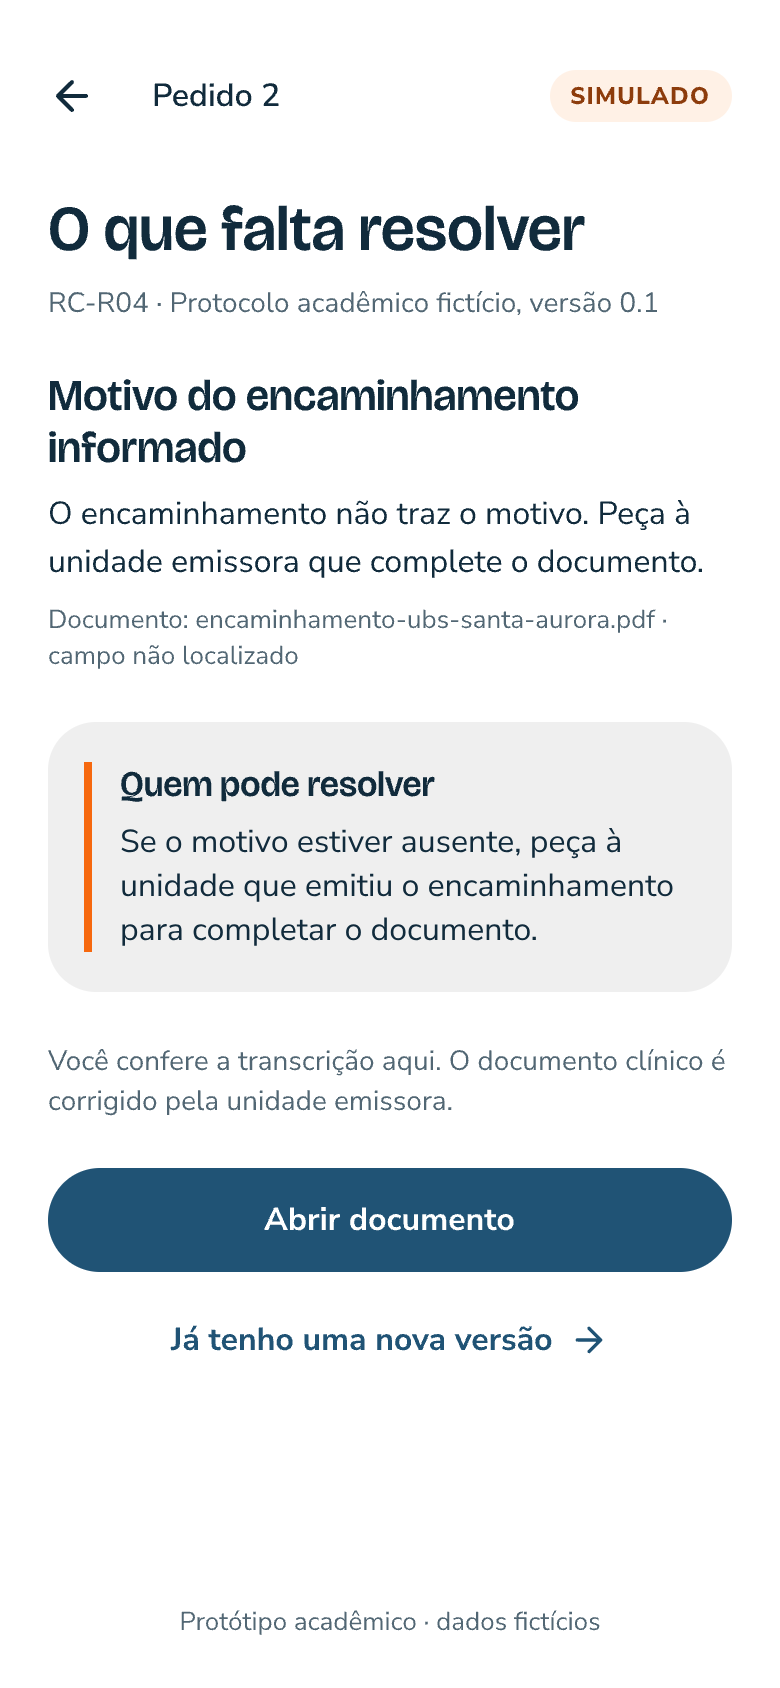 Pedido 2
SIMULADO
O que falta resolver
RC-R04 · Protocolo acadêmico fictício, versão 0.1
Motivo do encaminhamento
informado
O encaminhamento não traz o motivo. Peça à
unidade emissora que complete o documento.
Documento: encaminhamento-ubs-santa-aurora.pdf ·
campo não localizado
Quem pode resolver
Se o motivo estiver ausente, peça à
unidade que emitiu o encaminhamento
para completar o documento.
Você confere a transcrição aqui. O documento clínico é
corrigido pela unidade emissora.
Abrir documento
Já tenho uma nova versão
Protótipo acadêmico · dados fictícios